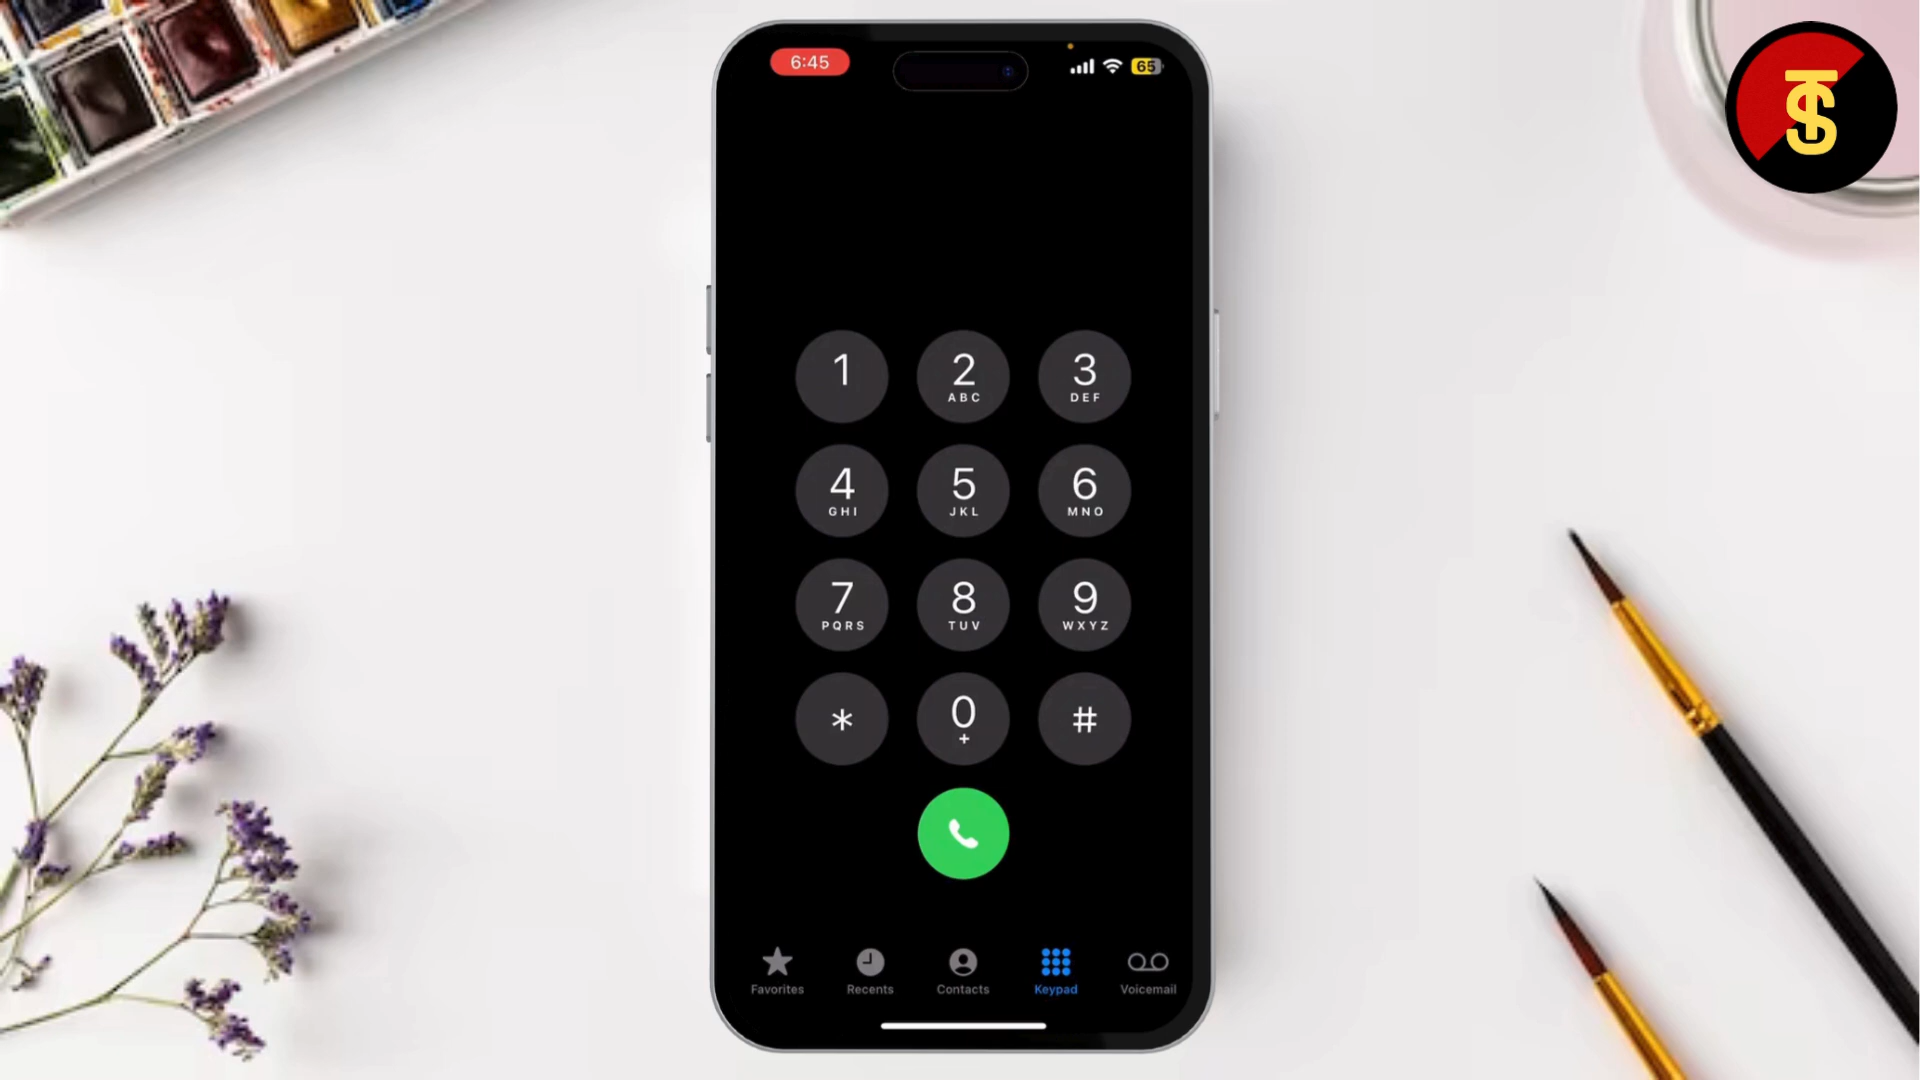 6:45
65
1
2
ABC
3
DEF
4
GHI
5
JKL
6
MNO
7
PQRS
8
TUV
9
WXYZ
*
0
+
#
Favorites
Recents
Contacts
Keypad
Voicemail